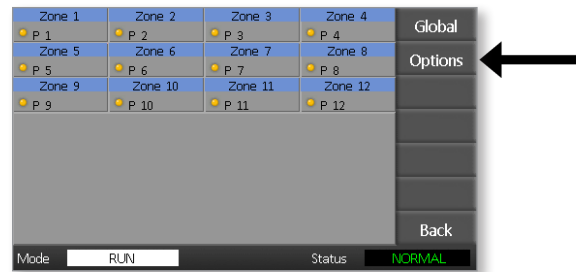 Zone 1 Zone 2 Zone 3 Zone 4 Global
P 1 P 2 P 3 P 4
Zone 5 Zone 6 Zone 7 Zone 8 Options
P 5 P 6 P 7 P 8
Zone 9 Zone 10 Zone 11 Zone 12
P 9 P 10 P 11 P 12
Back
Mode RUN Status NORMAL